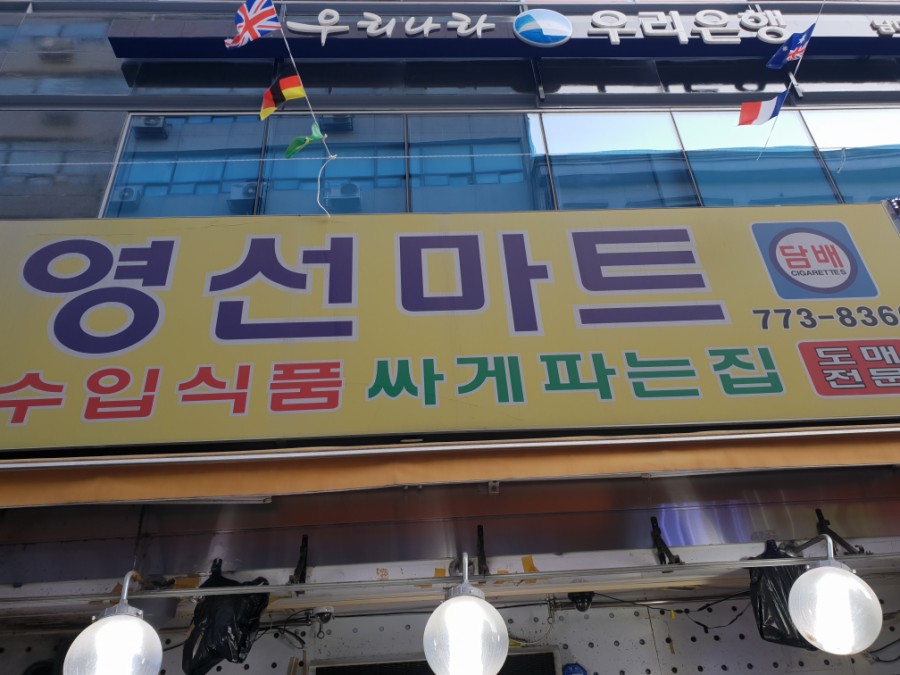 우리나라 우리은행
영선마트
담배
CIGARETTES
773-836
수입식품 싸게파는집
도매
전문